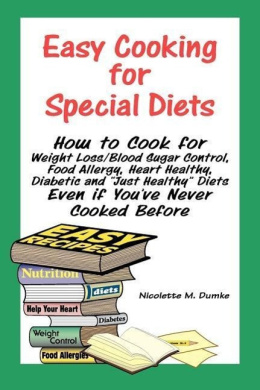 Easy Cooking
for
Special Diets
How to Cook for
Weight Loss/Blood Sugar Control,
Food Allergy, Heart Healthy,
Diabetic and "Just Healthy" Diets
Even if You've Never
Cooked Before
EASY
RECIPES
Nutrition
diets
Help Your Heart
Diabetes
Weight
Control
Food Allergies
Nicolette M. Dumke